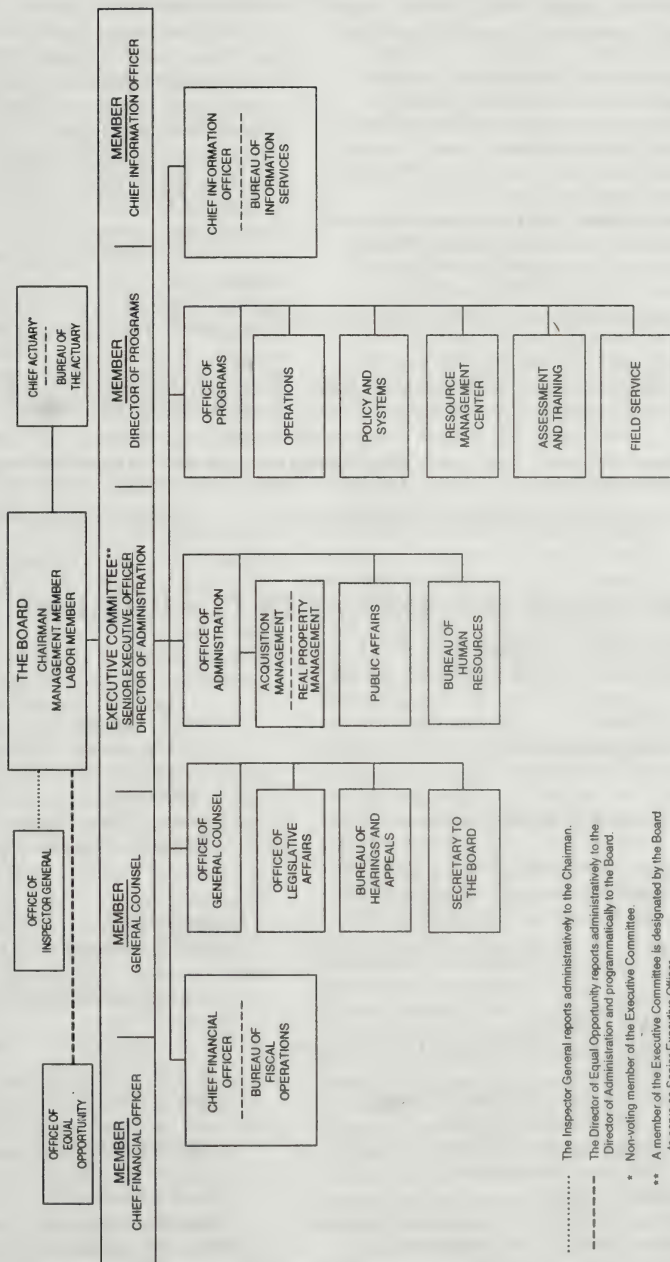 THE BOARD
CHAIRMAN
MANAGEMENT MEMBER
LABOR MEMBER
OFFICE OF
EQUAL
OPPORTUNITY
OFFICE OF
INSPECTOR GENERAL
CHIEF ACTUARY*
BUREAU OF
THE ACTUARY
MEMBER
CHIEF FINANCIAL OFFICER
MEMBER
GENERAL COUNSEL
EXECUTIVE COMMITTEE**
SENIOR EXECUTIVE OFFICER
DIRECTOR OF ADMINISTRATION
MEMBER
DIRECTOR OF PROGRAMS
MEMBER
CHIEF INFORMATION OFFICER
CHIEF FINANCIAL
OFFICER
BUREAU OF
FISCAL
OPERATIONS
OFFICE OF
GENERAL COUNSEL
OFFICE OF
LEGISLATIVE
AFFAIRS
BUREAU OF
HEARINGS AND
APPEALS
SECRETARY TO
THE BOARD
OFFICE OF
ADMINISTRATION
ACQUISITION
MANAGEMENT
REAL PROPERTY
MANAGEMENT
PUBLIC AFFAIRS
BUREAU OF
HUMAN
RESOURCES
OFFICE OF
PROGRAMS
OPERATIONS
POLICY AND
SYSTEMS
RESOURCE
MANAGEMENT
CENTER
ASSESSMENT
AND TRAINING
FIELD SERVICE
CHIEF INFORMATION
OFFICER
BUREAU OF
INFORMATION
SERVICES
The Inspector General reports administratively to the Chairman.
The Director of Equal Opportunity reports administratively to the
Director of Administration and programmatically to the Board.
* Non-voting member of the Executive Committee.
** A member of the Executive Committee is designated by the Board
to serve as Senior Executive Officer.